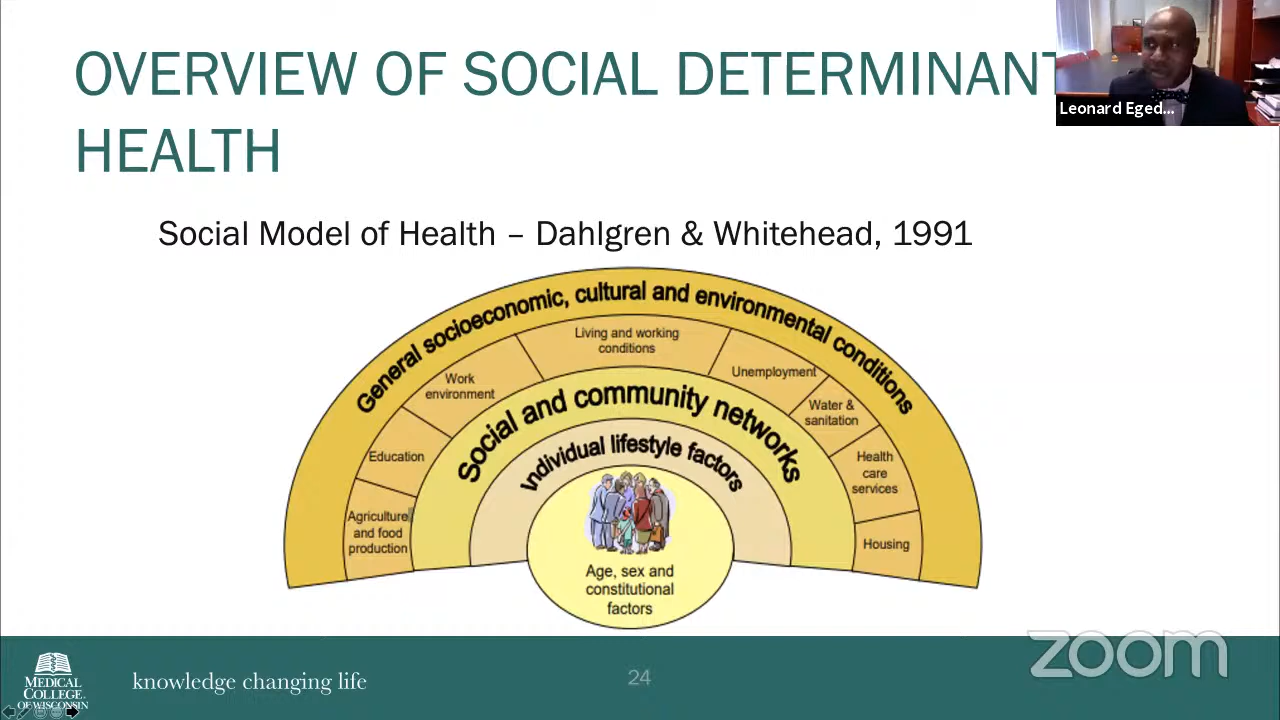 OVERVIEW OF SOCIAL DETERMINANT
HEALTH
Leonard Eged...
Social Model of Health – Dahlgren & Whitehead, 1991
General socioeconomic, cultural and environmental conditions
Living and working
conditions
Work
environment
Unemployment
Education
Water &
sanitation
Agriculture
and food
production
Health
care
services
Housing
Social and community networks
Individual lifestyle factors
Age, sex and
constitutional
factors
MEDICAL
COLLEGE
OF WISCONSIN
knowledge changing life
24
zoom